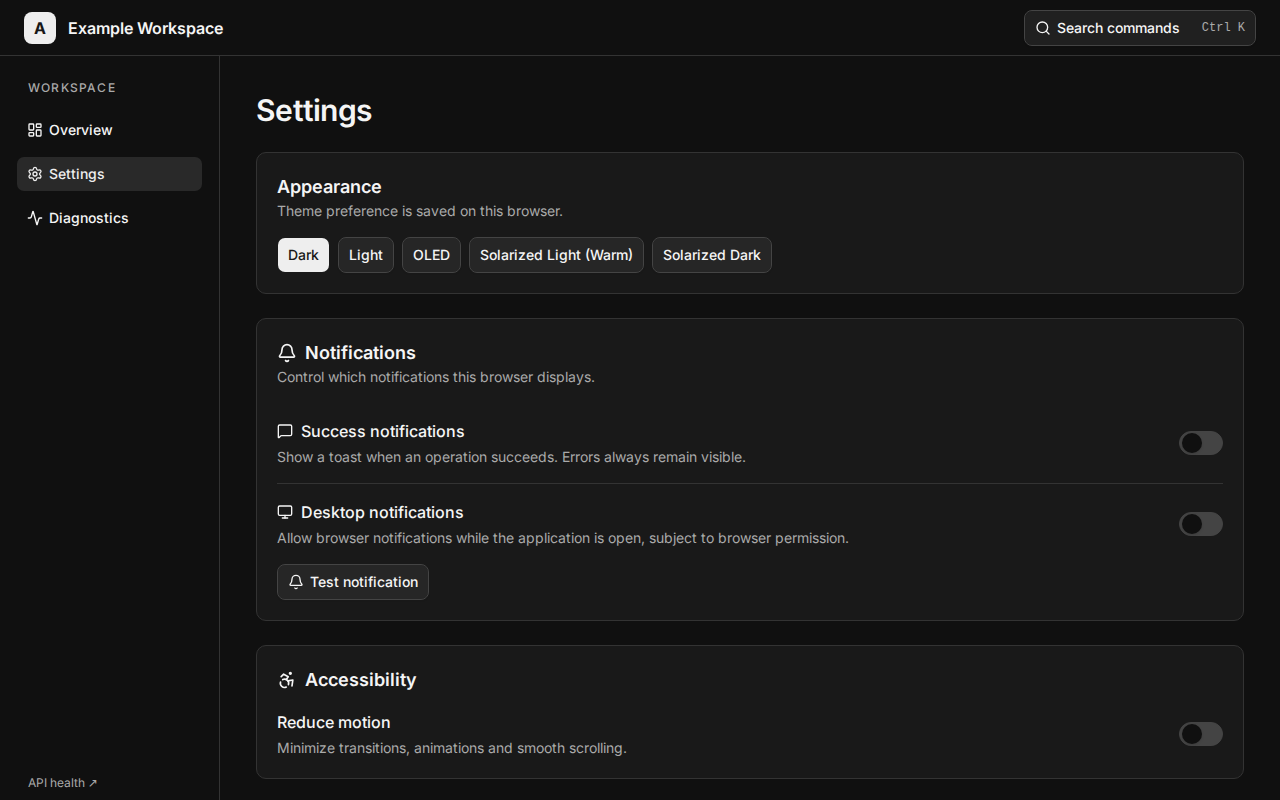 A Example Workspace
Search commands Ctrl K
WORKSPACE
Overview
Settings
Diagnostics
API health ↗
Settings
Appearance
Theme preference is saved on this browser.
Dark Light OLED Solarized Light (Warm) Solarized Dark
Notifications
Control which notifications this browser displays.
Success notifications
Show a toast when an operation succeeds. Errors always remain visible.
Desktop notifications
Allow browser notifications while the application is open, subject to browser permission.
Test notification
Accessibility
Reduce motion
Minimize transitions, animations and smooth scrolling.